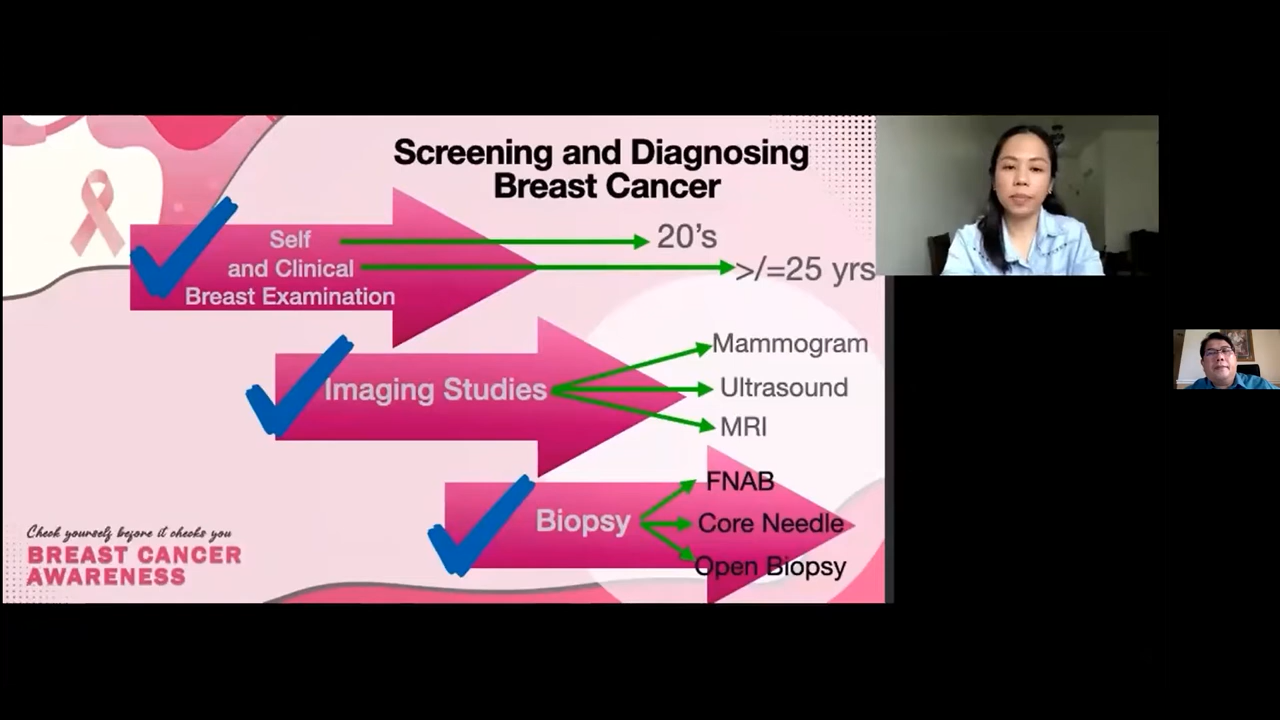 Screening and Diagnosing
Breast Cancer
Self
and Clinical
Breast Examination
20's
>/=25 yrs
Imaging Studies
Mammogram
Ultrasound
MRI
Biopsy
FNAB
Core Needle
Open Biopsy
Check yourself before it checks you
BREAST CANCER
AWARENESS